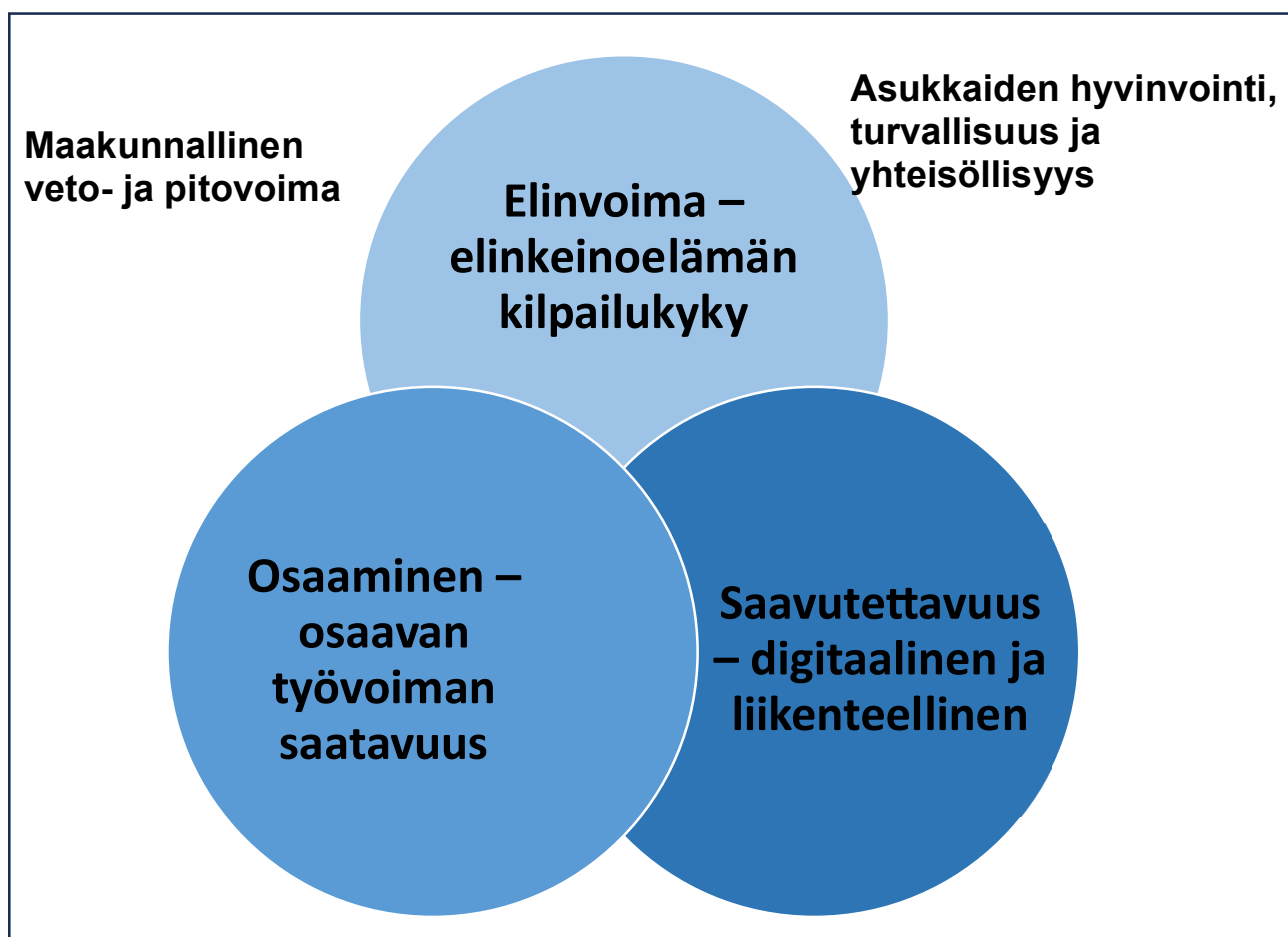 Maakunnallinen
veto- ja pitovoima
Asukkaiden hyvinvointi,
turvallisuus ja
yhteisöllisyys
Elinvoima –
elinkeinoelämän
kilpailukyky
Osaaminen –
osaavan
työvoiman
saatavuus
Saavutettavuus
– digitaalinen ja
liikenteellinen